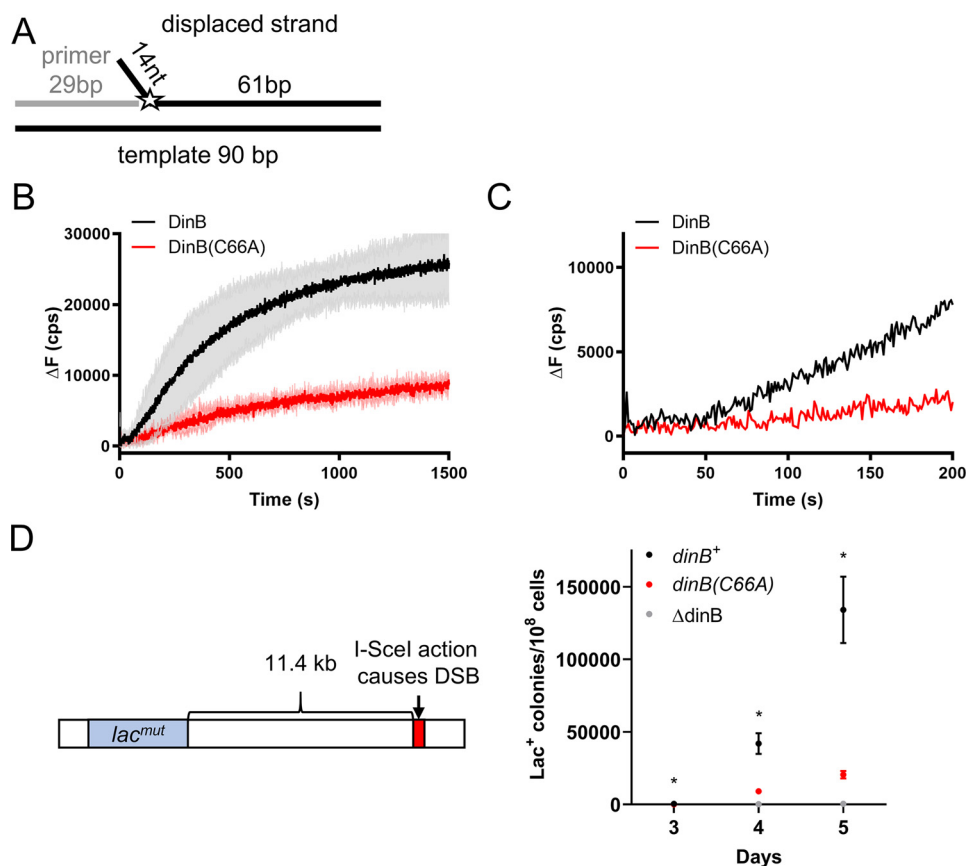 A
displaced strand
primer
29bp
14nt
61bp
template 90 bp
B
DinB
DinB(C66A)
30000
20000
10000
0
ΔF (cps)
0
500
1000
1500
Time (s)
C
DinB
DinB(C66A)
10000
5000
0
ΔF (cps)
0
50
100
150
200
Time (s)
D
11.4 kb
I-SceI action
causes DSB
lac^mut
dinB+
dinB(C66A)
ΔdinB
*
*
*
150000
100000
50000
0
Lac+ colonies/10^8 cells
3
4
5
Days